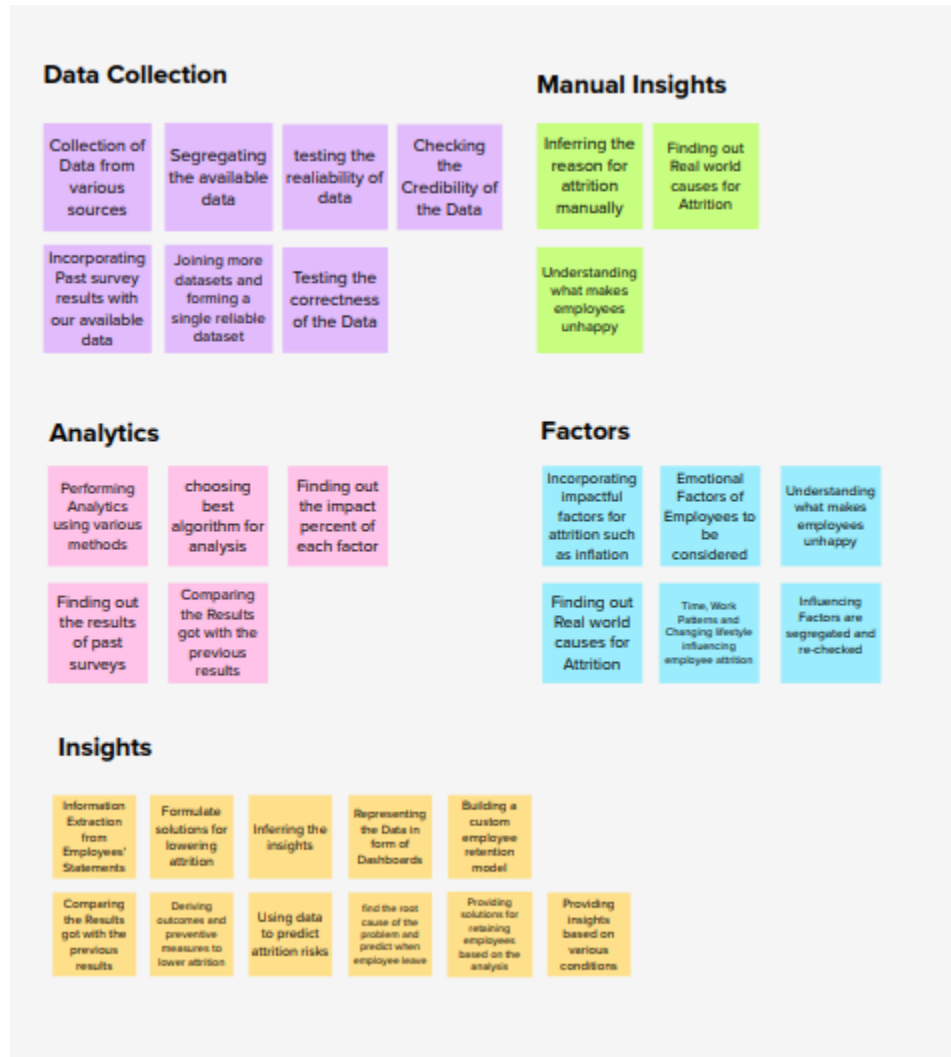 Data Collection
Collection of
Data from
various
sources
Segregating
the available
data
testing the
realiability of
data
Checking
the
Credibility of
the Data
Incorporating
Past survey
results with
our available
data
Joining more
datasets and
forming a
single reliable
dataset
Testing the
correctness
of the Data
Manual Insights
Inferring the
reason for
attrition
manually
Finding out
Real world
causes for
Attrition
Understanding
what makes
employees
unhappy
Analytics
Performing
Analytics
using various
methods
choosing
best
algorithm for
analysis
Finding out
the impact
percent of
each factor
Finding out
the results
of past
surveys
Comparing
the Results
got with the
previous
results
Factors
Incorporating
impactful
factors for
attrition such
as inflation
Emotional
Factors of
Employees to
be
considered
Understanding
what makes
employees
unhappy
Finding out
Real world
causes for
Attrition
Time, Work
Patterns and
Changing lifestyle
influencing
employee attrition
Influencing
Factors are
segregated and
re-checked
Insights
Information
Extraction
from
Employees'
Statements
Formulate
solutions for
lowering
attrition
Inferring the
insights
Representing
the Data in
form of
Dashboards
Building a
custom
employee
retention
model
Comparing
the Results
got with the
previous
results
Deriving
outcomes and
preventive
measures to
lower attrition
Using data
to predict
attrition risks
find the root
cause of the
problem and
predict when
employee leave
Providing
solutions for
retaining
employees
based on the
analysis
Providing
insights
based on
various
conditions